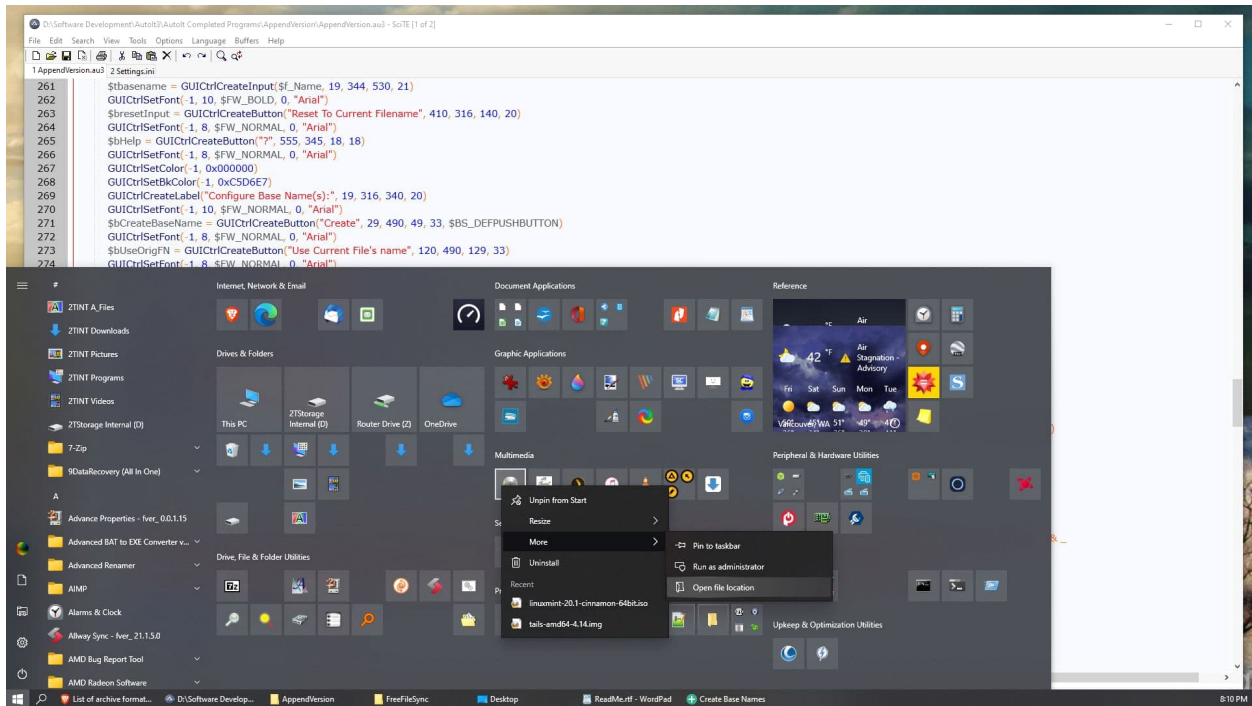 D:\Software Development\AutoIt3\AutoIt Completed Programs\AppendVersion\AppendVersion.au3 - SciTE [1 of 2]
File Edit Search View Tools Options Language Buffers Help
1 AppendVersion.au3 2 Settings.ini
261 $tbasename = GUICtrlCreateInput($f_Name, 19, 344, 530, 21)
262 GUICtrlSetFont(-1, 10, $FW_BOLD, 0, "Arial")
263 $bresetInput = GUICtrlCreateButton("Reset To Current Filename", 410, 316, 140, 20)
264 GUICtrlSetFont(-1, 8, $FW_NORMAL, 0, "Arial")
265 $bHelp = GUICtrlCreateButton("?", 555, 345, 18, 18)
266 GUICtrlSetFont(-1, 8, $FW_NORMAL, 0, "Arial")
267 GUICtrlSetColor(-1, 0x000000)
268 GUICtrlSetBkColor(-1, 0xC5D6E7)
269 GUICtrlCreateLabel("Configure Base Name(s):", 19, 316, 340, 20)
270 GUICtrlSetFont(-1, 10, $FW_NORMAL, 0, "Arial")
271 $bCreateBaseName = GUICtrlCreateButton("Create", 29, 490, 49, 33, $BS_DEFPUSHBUTTON)
272 GUICtrlSetFont(-1, 8, $FW_NORMAL, 0, "Arial")
273 $bUseOrigFN = GUICtrlCreateButton("Use Current File's name", 120, 490, 129, 33)
274 GUICtrlSetFont(-1, 8, $FW_NORMAL, 0, "Arial")
#
2TINT A_Files
2TINT Downloads
2TINT Pictures
2TINT Programs
2TINT Videos
2TStorage Internal (D)
7-Zip
9DataRecovery (All In One)
A
Advance Properties - fver_0.0.1.15
Advanced BAT to EXE Converter v...
Advanced Renamer
AIMP
Alarms & Clock
Allway Sync - fver_21.1.5.0
AMD Bug Report Tool
AMD Radeon Software
Internet, Network & Email
Drives & Folders
This PC
2TStorage
Internal (D)
Router Drive (Z)
OneDrive
Drive, File & Folder Utilities
Document Applications
Graphic Applications
Multimedia
Unpin from Start
Resize
More
Uninstall
Recent
linuxmint-20.1-cinnamon-64bit.iso
tails-amd64-4.14.img
Pin to taskbar
Run as administrator
Open file location
Reference
°F Air
42 °F
Air
Stagnation -
Advisory
Fri Sat Sun Mon Tue
51° 49°
Vancouver, WA
Peripheral & Hardware Utilities
Upkeep & Optimization Utilities
& _
List of archive format...
D:\Software Develop...
AppendVersion
FreeFileSync
Desktop
ReadMe.rtf - WordPad
Create Base Names
8:10 PM